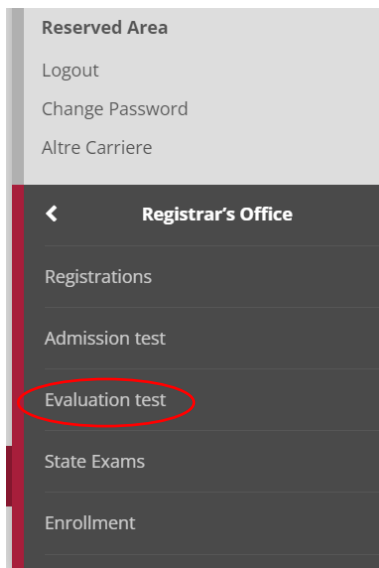 Reserved Area
Logout
Change Password
Altre Carriere
Registrar’s Office
Registrations
Admission test
Evaluation test
State Exams
Enrollment